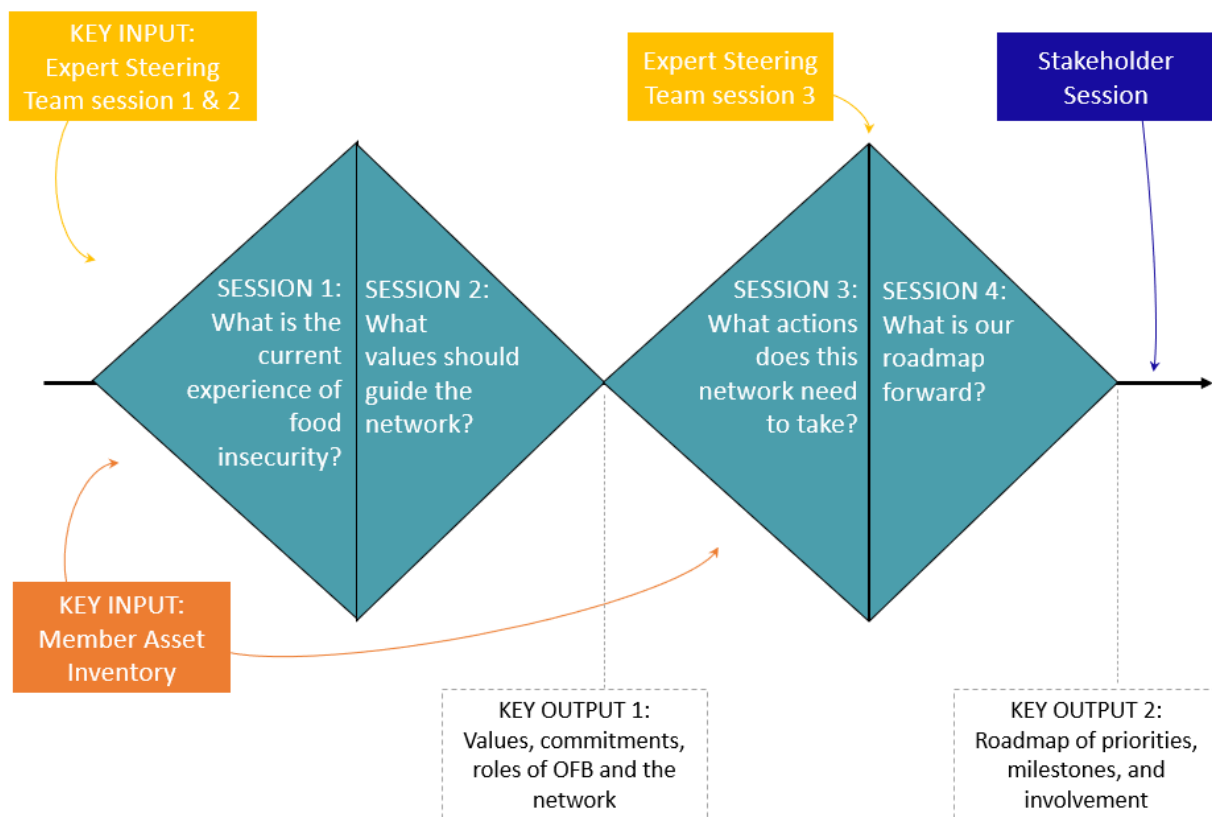 KEY INPUT:
Expert Steering
Team session 1 & 2
Expert Steering
Team session 3
Stakeholder
Session
SESSION 1:
What is the
current
experience of
food
insecurity?
SESSION 2:
What
values should
guide the
network?
SESSION 3:
What actions
does this
network need
to take?
SESSION 4:
What is our
roadmap
forward?
KEY INPUT:
Member Asset
Inventory
KEY OUTPUT 1:
Values, commitments,
roles of OFB and the
network
KEY OUTPUT 2:
Roadmap of priorities,
milestones, and
involvement